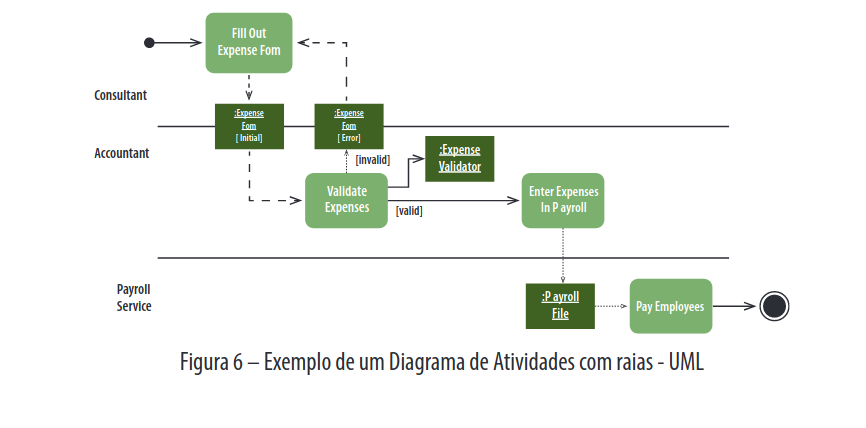 Fill Out
Expense Fom
Consultant
:Expense
Fom
[ Initial]
:Expense
Fom
[ Error]
Accountant
[invalid]
:Expense
Validator
Validate
Expenses
[valid]
Enter Expenses
In P ayroll
Payroll
Service
:P ayroll
File
Pay Employees
Figura 6 – Exemplo de um Diagrama de Atividades com raias - UML